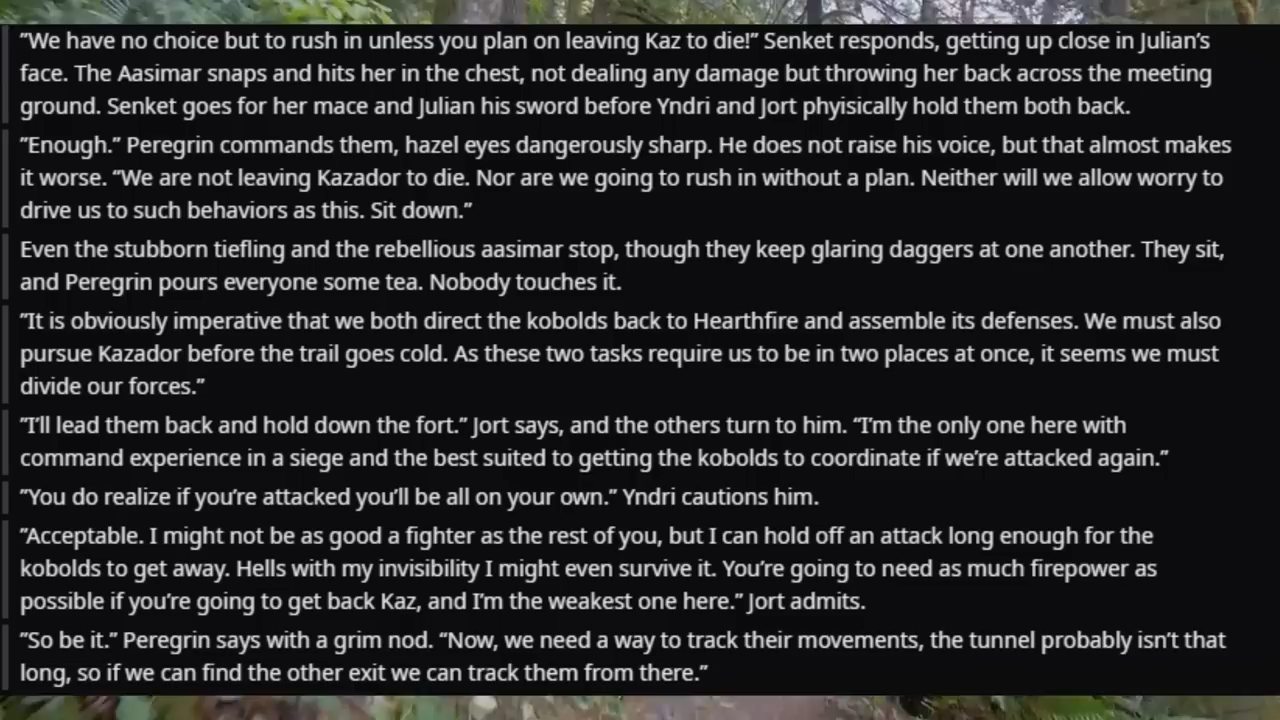 ”We have no choice but to rush in unless you plan on leaving Kaz to die!” Senket responds, getting up close in Julian’s
face. The Aasimar snaps and hits her in the chest, not dealing any damage but throwing her back across the meeting
ground. Senket goes for her mace and Julian his sword before Yndri and Jort phyisically hold them both back.
”Enough.” Peregrin commands them, hazel eyes dangerously sharp. He does not raise his voice, but that almost makes
it worse. “We are not leaving Kazador to die. Nor are we going to rush in without a plan. Neither will we allow worry to
drive us to such behaviors as this. Sit down.”
Even the stubborn tiefling and the rebellious aasimar stop, though they keep glaring daggers at one another. They sit,
and Peregrin pours everyone some tea. Nobody touches it.
”It is obviously imperative that we both direct the kobolds back to Hearthfire and assemble its defenses. We must also
pursue Kazador before the trail goes cold. As these two tasks require us to be in two places at once, it seems we must
divide our forces.”
”I’ll lead them back and hold down the fort.” Jort says, and the others turn to him. “I’m the only one here with
command experience in a siege and the best suited to getting the kobolds to coordinate if we’re attacked again.”
”You do realize if you’re attacked you’ll be all on your own.” Yndri cautions him.
”Acceptable. I might not be as good a fighter as the rest of you, but I can hold off an attack long enough for the
kobolds to get away. Hells with my invisibility I might even survive it. You’re going to need as much firepower as
possible if you’re going to get back Kaz, and I’m the weakest one here.” Jort admits.
”So be it.” Peregrin says with a grim nod. “Now, we need a way to track their movements, the tunnel probably isn’t that
long, so if we can find the other exit we can track them from there.”